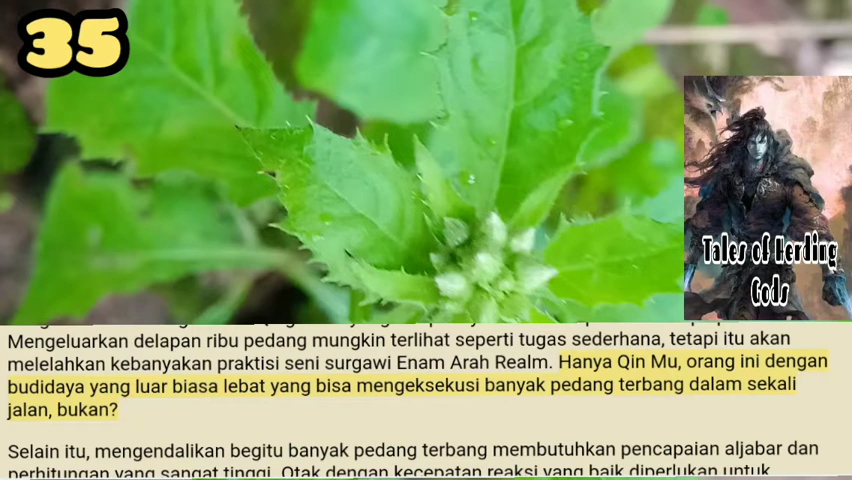 35
Tales of Herding
Gods
Mengeluarkan delapan ribu pedang mungkin terlihat seperti tugas sederhana, tetapi itu akan
melelahkan kebanyakan praktisi seni surgawi Enam Arah Realm. Hanya Qin Mu, orang ini dengan
budidaya yang luar biasa lebat yang bisa mengeksekusi banyak pedang terbang dalam sekali
jalan, bukan?
Selain itu, mengendalikan begitu banyak pedang terbang membutuhkan pencapaian aljabar dan
perhitungan yang sangat tinggi. Otak dengan kecepatan reaksi yang baik diperlukan untuk